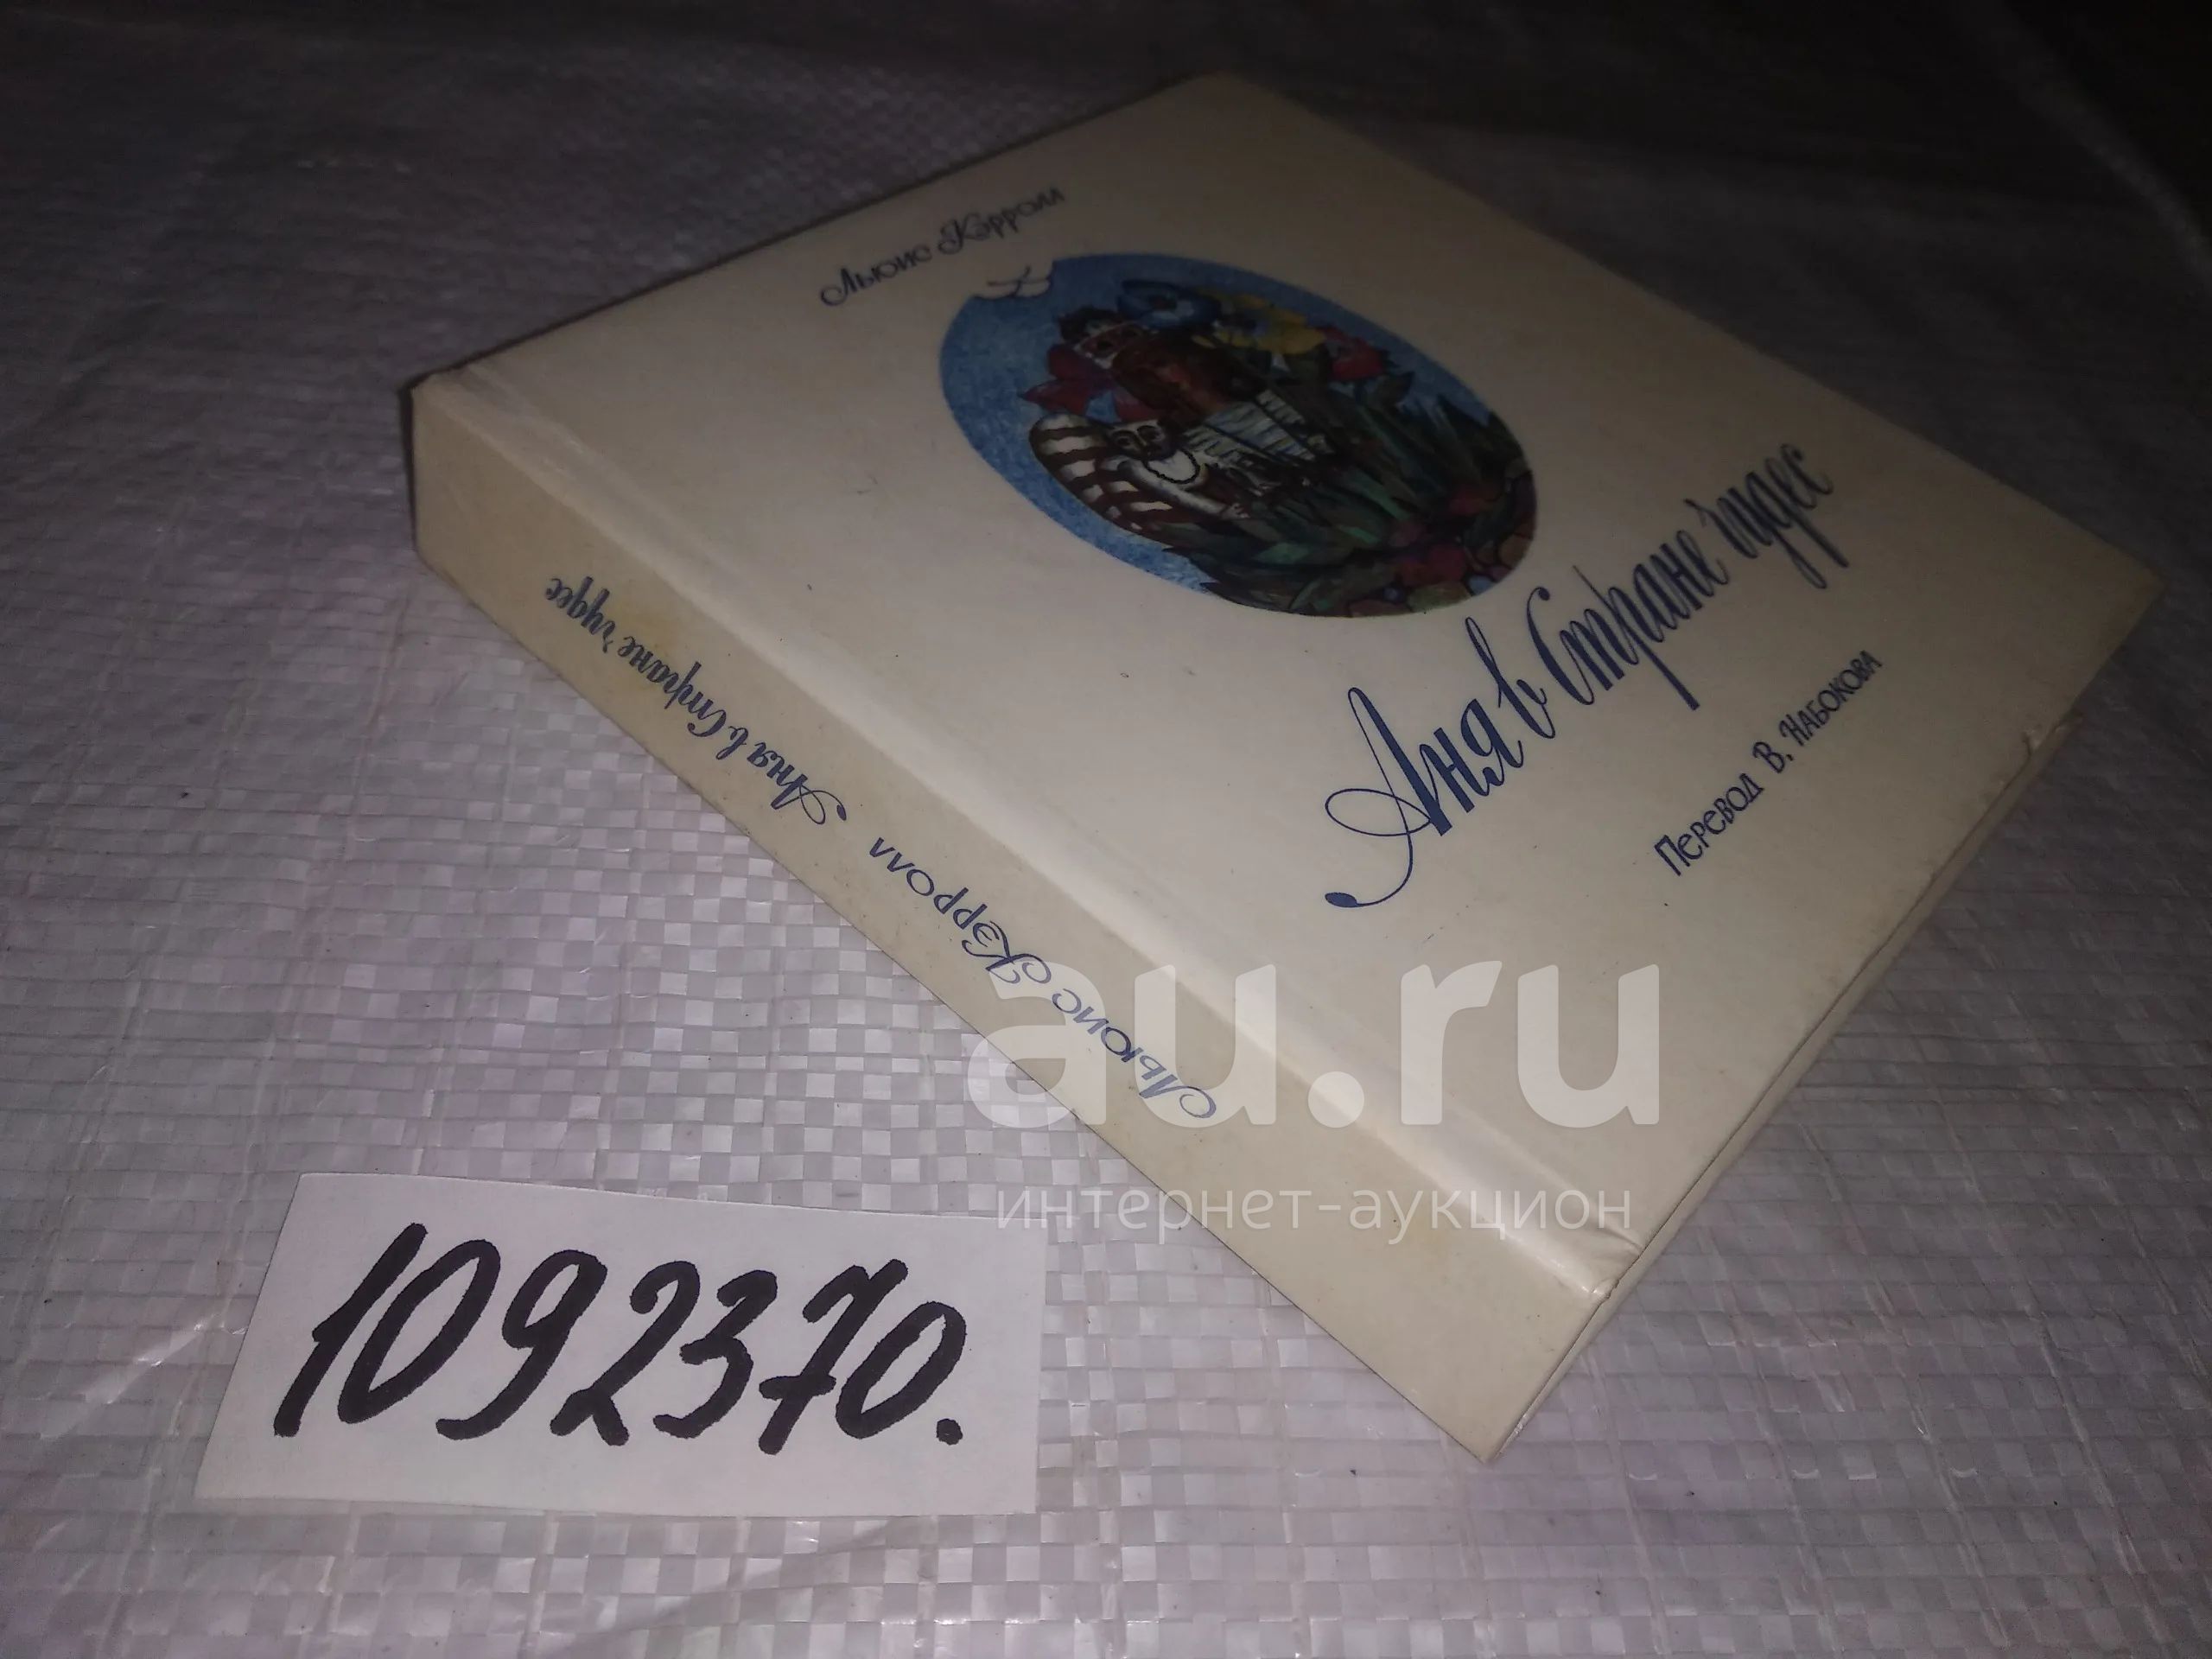 Льюис Кэрролл
Аня в Стране чудес
Перевод В. Набокова
Льюис Кэрролл Аня в Стране чудес
au.ru
интернет-аукцион
1092370.